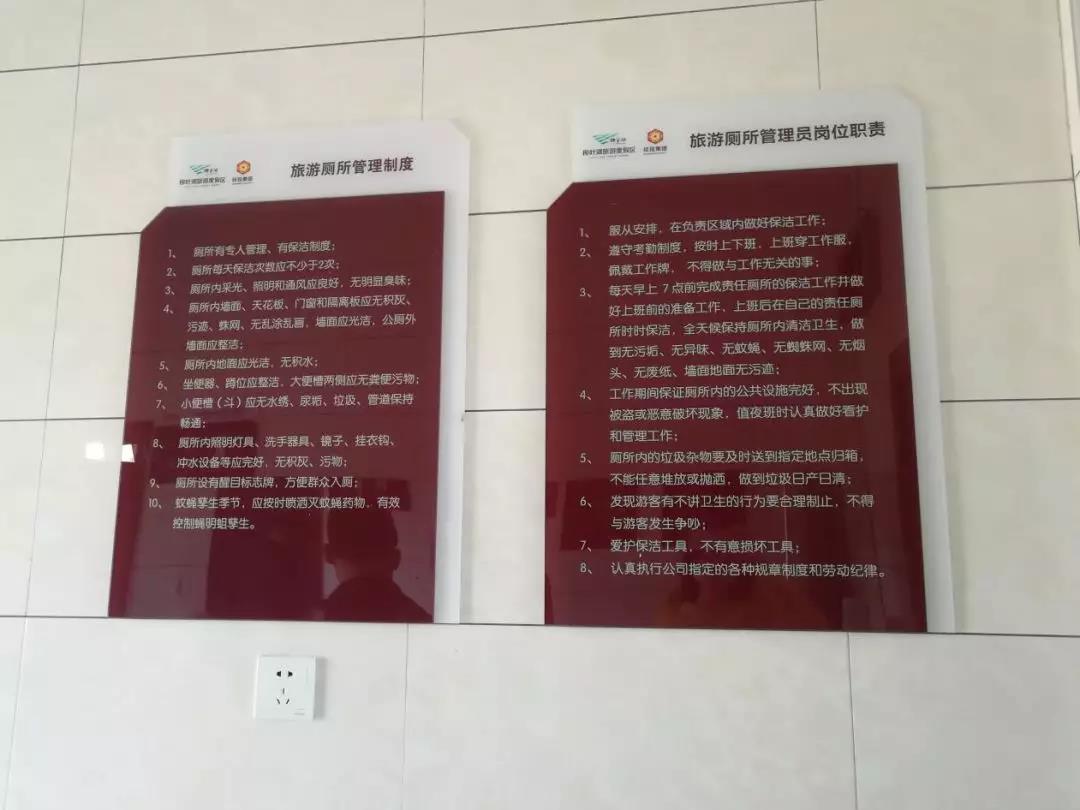 柳叶湖旅游度假区
旅游厕所管理制度
1、 厕所有专人管理、有保洁制度；
2、 厕所每天保洁次数应不少于2次；
3、 厕所内采光、照明和通风应良好，无明显臭味；
4、 厕所内墙面、天花板、门窗和隔离板应无积灰、
污迹、蛛网、无乱涂乱画，墙面应光洁，公厕外
墙面应整洁；
5、 厕所内地面应光洁，无积水；
6、 坐便器、蹲位应整洁，大便槽两侧应无粪便污物；
7、 小便槽（斗）应无水锈、尿垢、垃圾、管道保持
畅通；
8、 厕所内照明灯具、洗手器具、镜子、挂衣钩、
冲水设备等应完好，无积灰、污物；
9、 厕所设有醒目标志牌，方便群众入厕；
10、 蚊蝇孳生季节，应按时喷洒灭蚊蝇药物，有效
控制蝇明蛆孳生。
柳叶湖旅游度假区
旅游厕所管理员岗位职责
1、 服从安排，在负责区域内做好保洁工作；
2、 遵守考勤制度，按时上下班，上班穿工作服，
佩戴工作牌，不得做与工作无关的事；
3、 每天早上7点前完成责任厕所的保洁工作并做
好上班前的准备工作，上班后在自己的责任厕
所时时保洁，全天候保持厕所内清洁卫生，做
到无污垢、无异味、无蚊蝇、无蜘蛛网、无烟
头、无废纸、墙面地面无污迹；
4、 工作期间保证厕所内的公共设施完好，不出现
被盗或恶意破坏现象，值夜班时认真做好看护
和管理工作；
5、 厕所内的垃圾杂物要及时送到指定地点归箱，
不能任意堆放或抛洒，做到垃圾日产日清；
6、 发现游客有不讲卫生的行为要合理制止，不得
与游客发生争吵；
7、 爱护保洁工具，不有意损坏工具；
8、 认真执行公司指定的各种规章制度和劳动纪律。